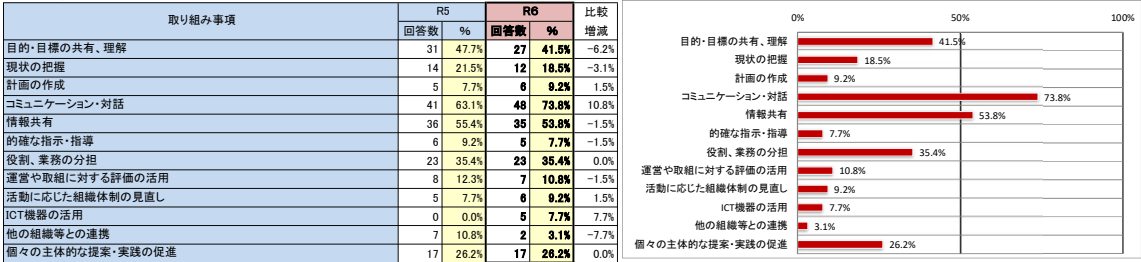 取り組み事項 R5 R6 比較
回答数 % 回答数 % 増減
目的・目標の共有、理解 31 47.7% 27 41.5% -6.2%
現状の把握 14 21.5% 12 18.5% -3.1%
計画の作成 5 7.7% 6 9.2% 1.5%
コミュニケーション・対話 41 63.1% 48 73.8% 10.8%
情報共有 36 55.4% 35 53.8% -1.5%
的確な指示・指導 6 9.2% 5 7.7% -1.5%
役割、業務の分担 23 35.4% 23 35.4% 0.0%
運営や取組に対する評価の活用 8 12.3% 7 10.8% -1.5%
活動に応じた組織体制の見直し 5 7.7% 6 9.2% 1.5%
ICT機器の活用 0 0.0% 5 7.7% 7.7%
他の組織等との連携 7 10.8% 2 3.1% -7.7%
個々の主体的な提案・実践の促進 17 26.2% 17 26.2% 0.0%
0% 50% 100%
目的・目標の共有、理解 41.5%
現状の把握 18.5%
計画の作成 9.2%
コミュニケーション・対話 73.8%
情報共有 53.8%
的確な指示・指導 7.7%
役割、業務の分担 35.4%
運営や取組に対する評価の活用 10.8%
活動に応じた組織体制の見直し 9.2%
ICT機器の活用 7.7%
他の組織等との連携 3.1%
個々の主体的な提案・実践の促進 26.2%